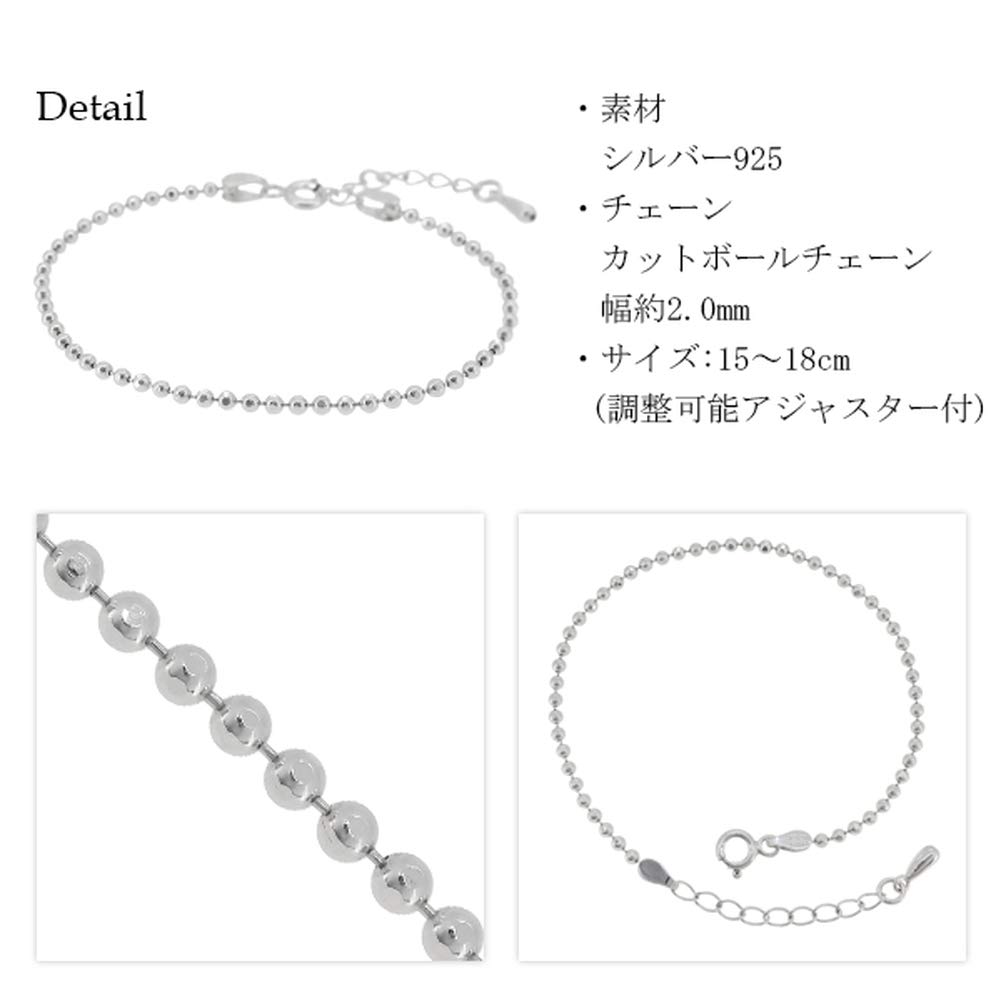 Detail
・素材
シルバー925
・チェーン
カットボールチェーン
幅約2.0mm
・サイズ:15～18cm
(調整可能アジャスター付)